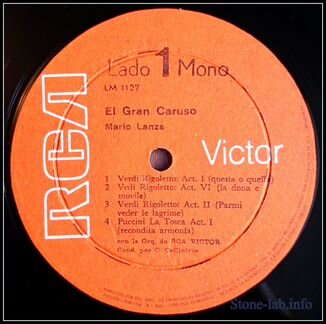 Lado 1 Mono
LM 1127
El Gran Caruso
Mario Lanza
RCA
Victor
1 Verdi Rigoletto: Act. I (questa o quella)
2 Vedi Rigoletto: Act. VI (la dona e
movile)
3 Verdi Rigoletto: Act. II (Parmi
veder le lagrime)
4 Puccini La Tosca Act. I
(recondita armonía)
con la Orq. de RCA VICTOR
Cond. por C. Callinicos
Stone-lab.info